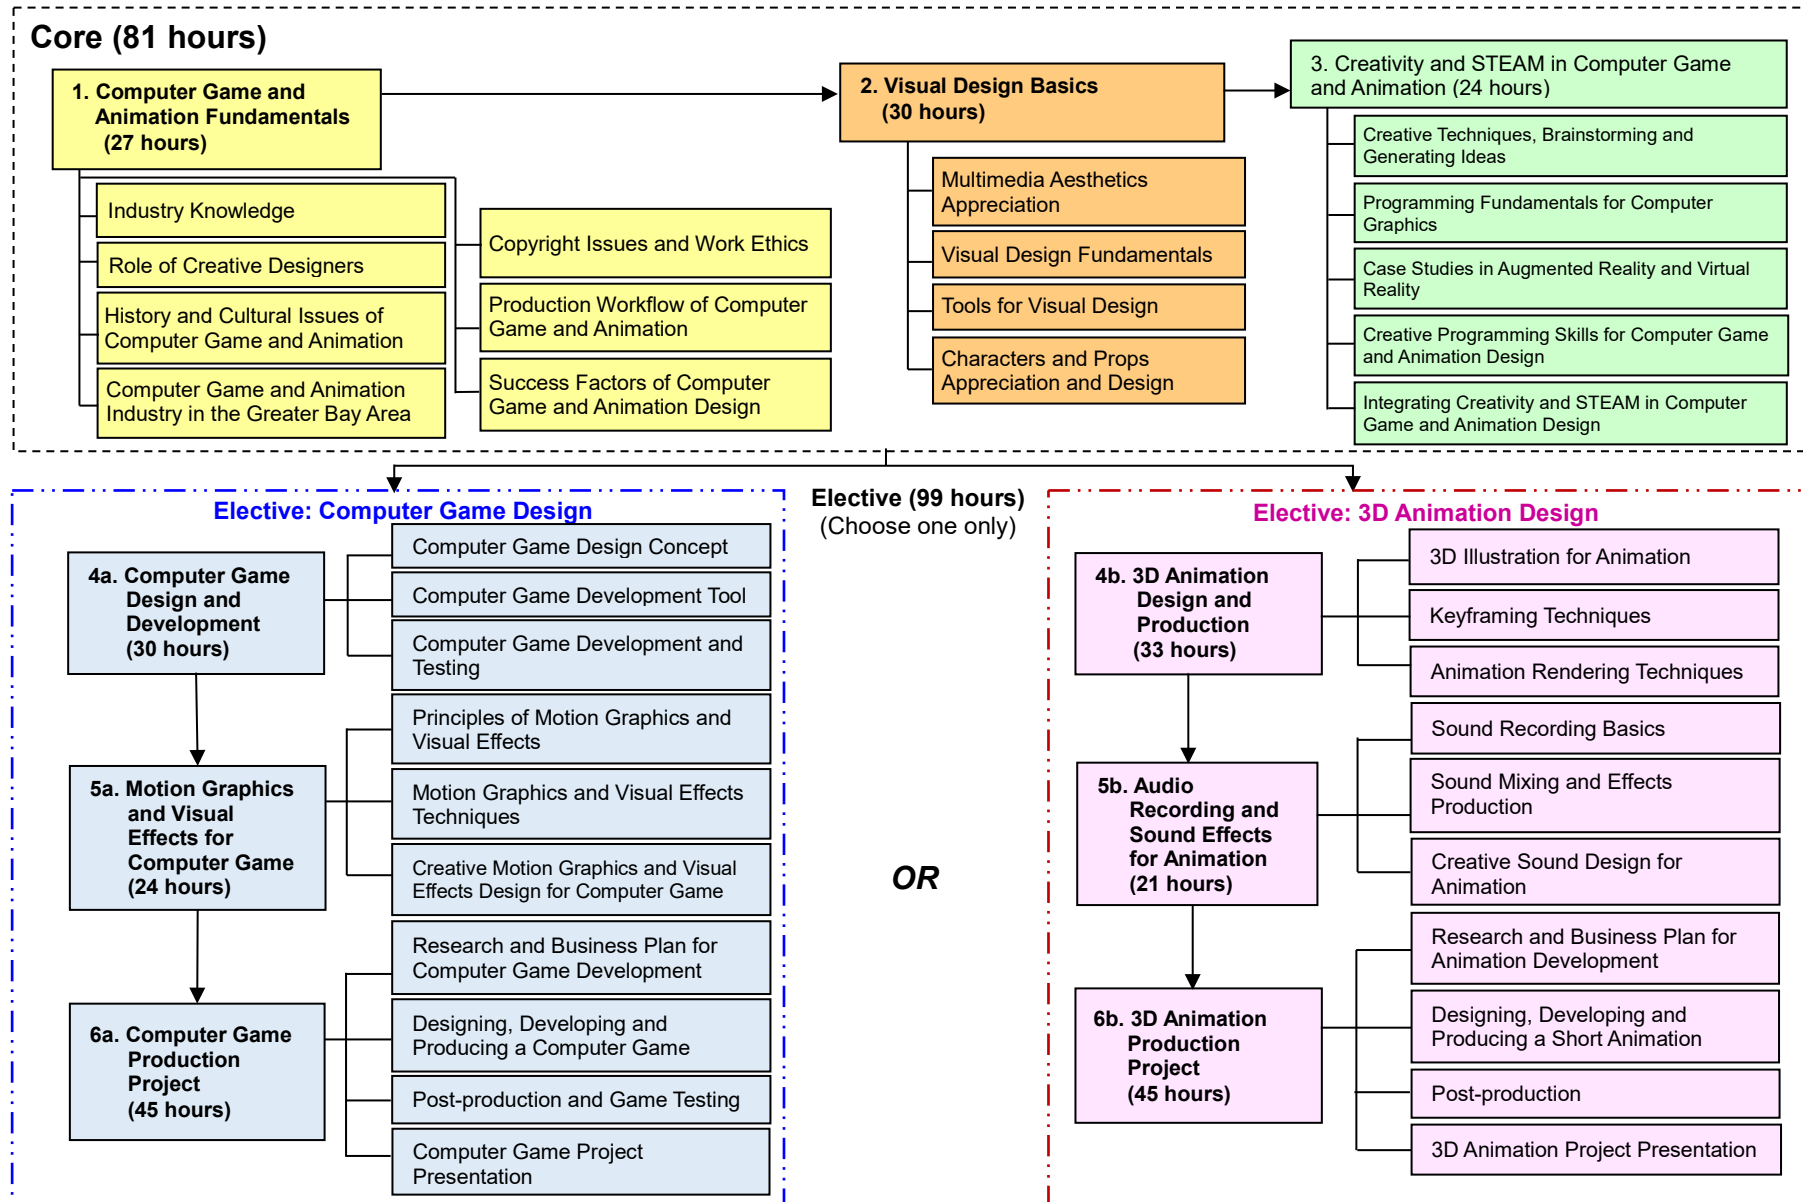 Core (81 hours)
1. Computer Game and
Animation Fundamentals
(27 hours)
Industry Knowledge
Role of Creative Designers
History and Cultural Issues of
Computer Game and Animation
Computer Game and Animation
Industry in the Greater Bay Area
Copyright Issues and Work Ethics
Production Workflow of Computer
Game and Animation
Success Factors of Computer
Game and Animation Design
2. Visual Design Basics
(30 hours)
Multimedia Aesthetics
Appreciation
Visual Design Fundamentals
Tools for Visual Design
Characters and Props
Appreciation and Design
3. Creativity and STEAM in Computer Game
and Animation (24 hours)
Creative Techniques, Brainstorming and
Generating Ideas
Programming Fundamentals for Computer
Graphics
Case Studies in Augmented Reality and Virtual
Reality
Creative Programming Skills for Computer Game
and Animation Design
Integrating Creativity and STEAM in Computer
Game and Animation Design
Elective (99 hours)
(Choose one only)
Elective: Computer Game Design
4a. Computer Game
Design and
Development
(30 hours)
Computer Game Design Concept
Computer Game Development Tool
Computer Game Development and
Testing
5a. Motion Graphics
and Visual
Effects for
Computer Game
(24 hours)
Principles of Motion Graphics and
Visual Effects
Motion Graphics and Visual Effects
Techniques
Creative Motion Graphics and Visual
Effects Design for Computer Game
6a. Computer Game
Production
Project
(45 hours)
Research and Business Plan for
Computer Game Development
Designing, Developing and
Producing a Computer Game
Post-production and Game Testing
Computer Game Project
Presentation
OR
Elective: 3D Animation Design
4b. 3D Animation
Design and
Production
(33 hours)
3D Illustration for Animation
Keyframing Techniques
Animation Rendering Techniques
5b. Audio
Recording and
Sound Effects
for Animation
(21 hours)
Sound Recording Basics
Sound Mixing and Effects
Production
Creative Sound Design for
Animation
6b. 3D Animation
Production
Project
(45 hours)
Research and Business Plan for
Animation Development
Designing, Developing and
Producing a Short Animation
Post-production
3D Animation Project Presentation